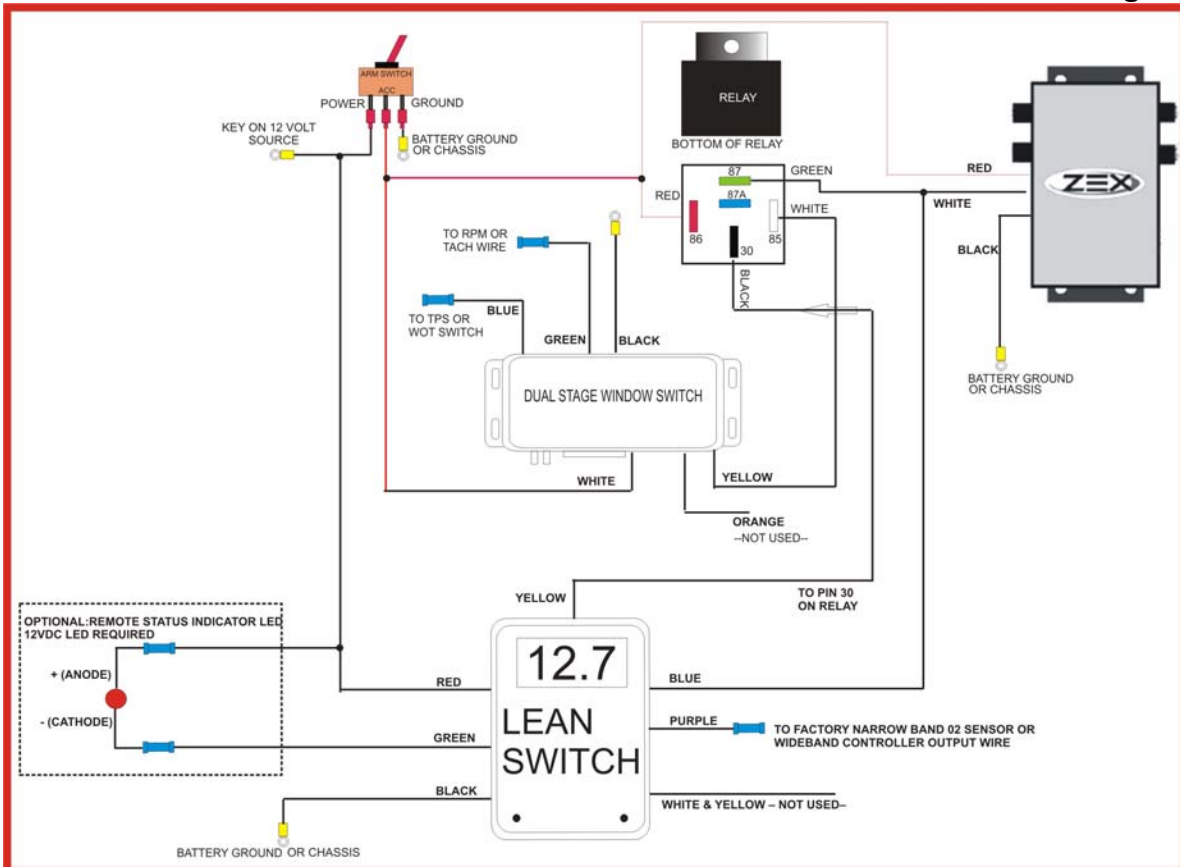 g
ARM SWITCH
ACC
POWER
GROUND
KEY ON 12 VOLT
SOURCE
BATTERY GROUND
OR CHASSIS
RELAY
BOTTOM OF RELAY
87
GREEN
RED
87A
WHITE
86
85
30
BLACK
RED
WHITE
BLACK
ZEX
BATTERY GROUND
OR CHASSIS
TO RPM OR
TACH WIRE
TO TPS OR
WOT SWITCH
BLUE
GREEN
BLACK
DUAL STAGE WINDOW SWITCH
WHITE
YELLOW
ORANGE
--NOT USED--
YELLOW
TO PIN 30
ON RELAY
OPTIONAL:REMOTE STATUS INDICATOR LED
12VDC LED REQUIRED
+ (ANODE)
- (CATHODE)
RED
GREEN
BLACK
12.7
LEAN
SWITCH
BLUE
PURPLE
TO FACTORY NARROW BAND 02 SENSOR OR
WIDEBAND CONTROLLER OUTPUT WIRE
WHITE & YELLOW – NOT USED–
BATTERY GROUND OR CHASSIS